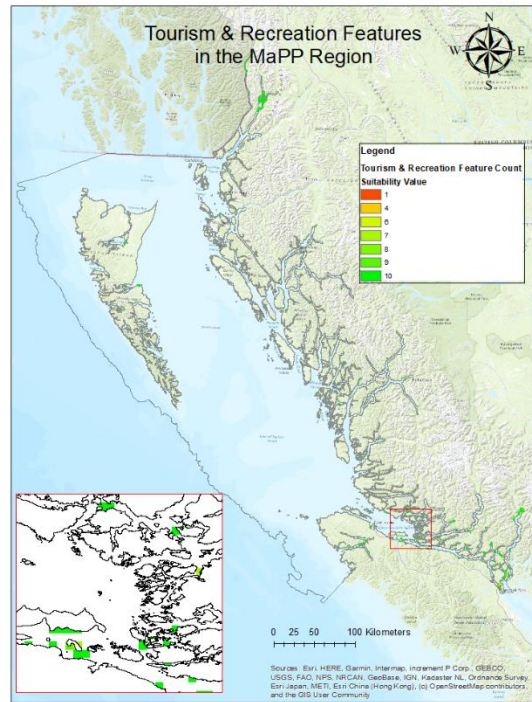 Tourism & Recreation Features
in the MaPP Region
N
W
E
S
Legend
Tourism & Recreation Feature Count
Suitability Value
1
4
6
7
8
9
10
0 25 50 100 Kilometers
Sources: Esri, HERE, Garmin, Intermap, increment P Corp., GEBCO,
USGS, FAO, NPS, NRCAN, GeoBase, IGN, Kadaster NL, Ordnance Survey,
Esri Japan, METI, Esri China (Hong Kong), (c) OpenStreetMap contributors,
and the GIS User Community